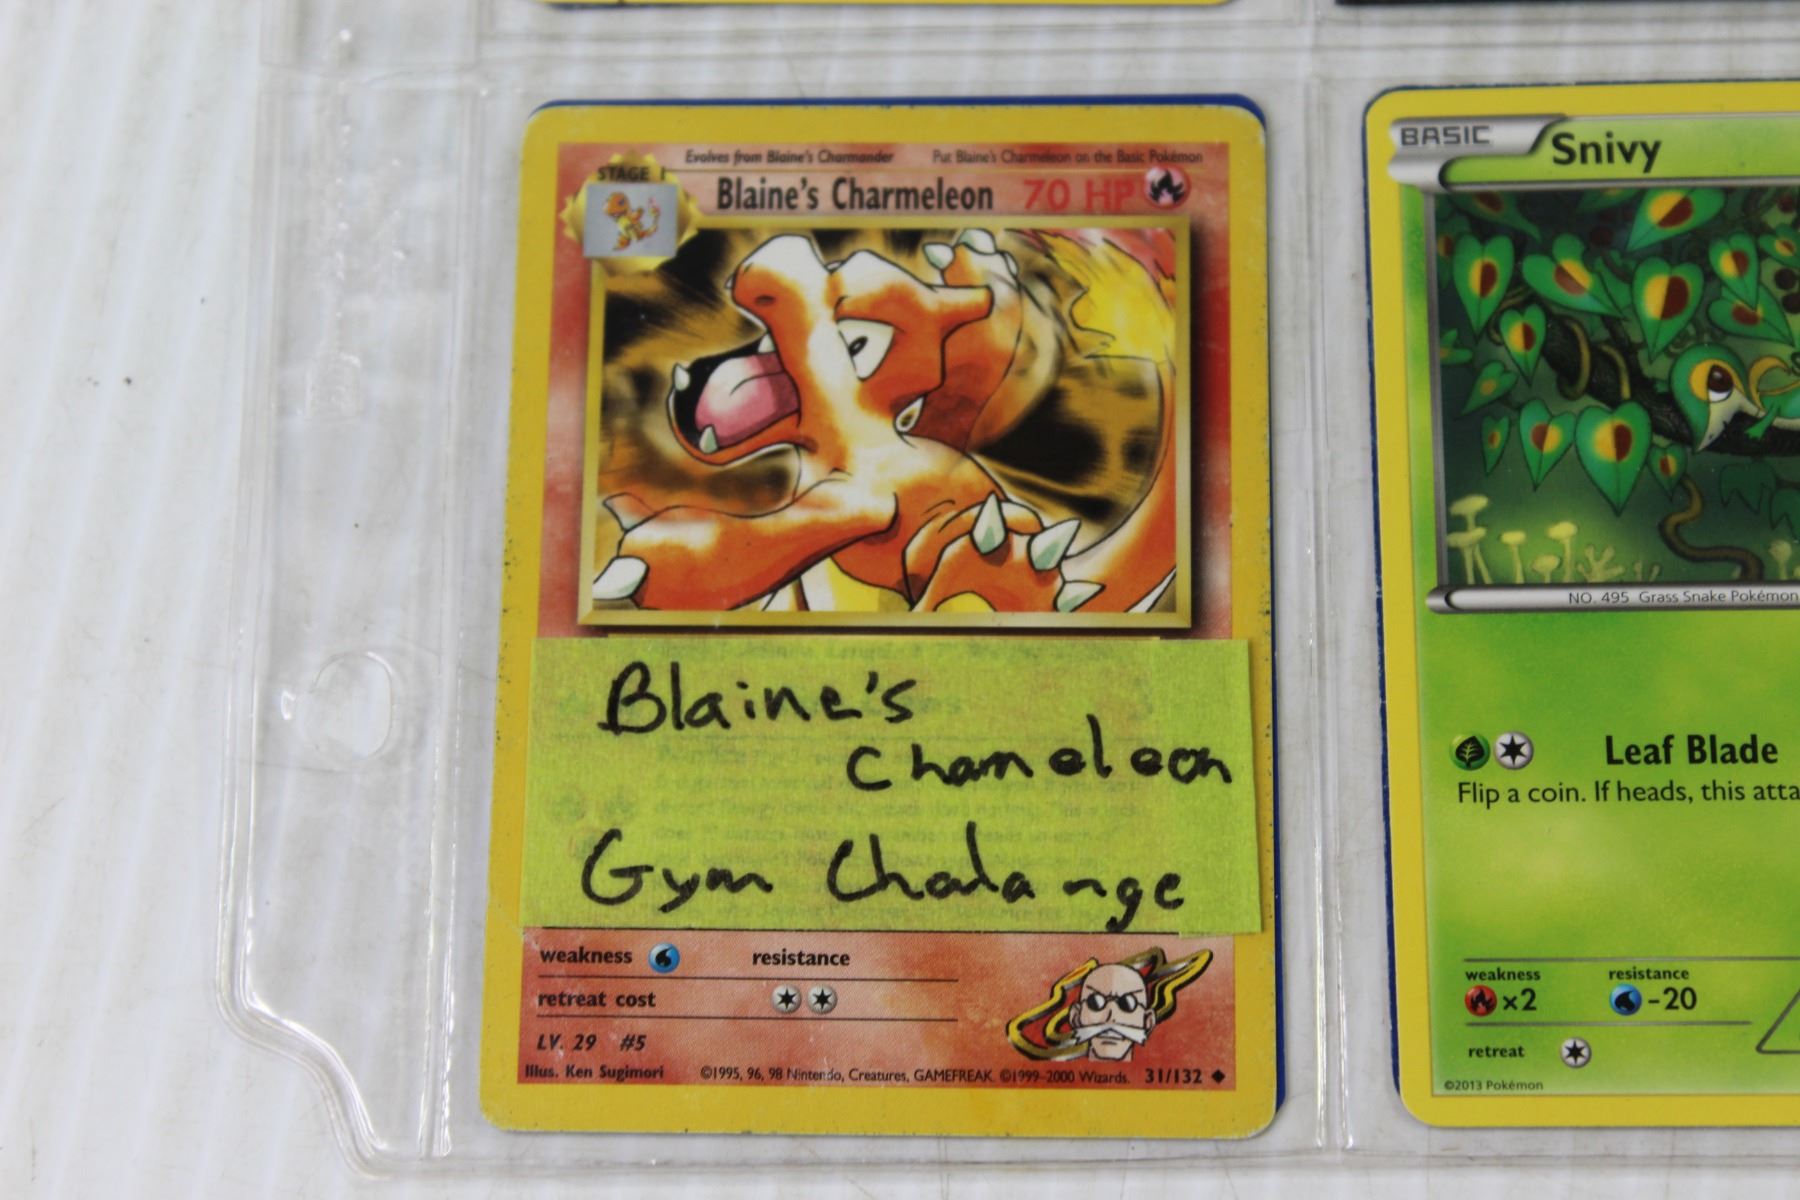 Evolves from Blaine's Charmander Put Blaine's Charmeleon on the Basic Pokémon
STAGE 1
Blaine's Charmeleon 70 HP
Blaine's
Chameleon
Gym Chalange
weakness resistance
retreat cost
LV. 29 #5
Illus. Ken Sugimori ©1995, 96, 98 Nintendo, Creatures, GAMEFREAK. ©1999-2000 Wizards. 31/132
BASIC Snivy
NO. 495 Grass Snake Pokémon
Leaf Blade
Flip a coin. If heads, this atta
weakness resistance
×2 -20
retreat
©2013 Pokémon